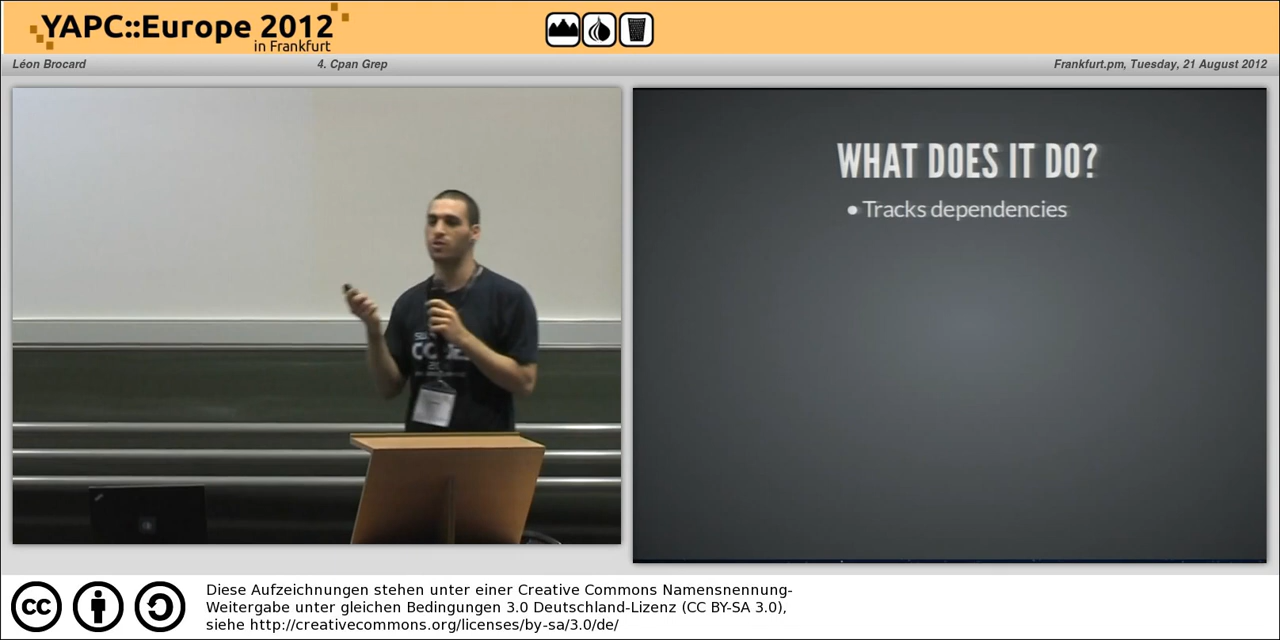 YAPC::Europe 2012
in Frankfurt
Léon Brocard
4. Cpan Grep
Frankfurt.pm, Tuesday, 21 August 2012
WHAT DOES IT DO?
• Tracks dependencies
cc
Diese Aufzeichnungen stehen unter einer Creative Commons Namensnennung-
Weitergabe unter gleichen Bedingungen 3.0 Deutschland-Lizenz (CC BY-SA 3.0),
siehe http://creativecommons.org/licenses/by-sa/3.0/de/